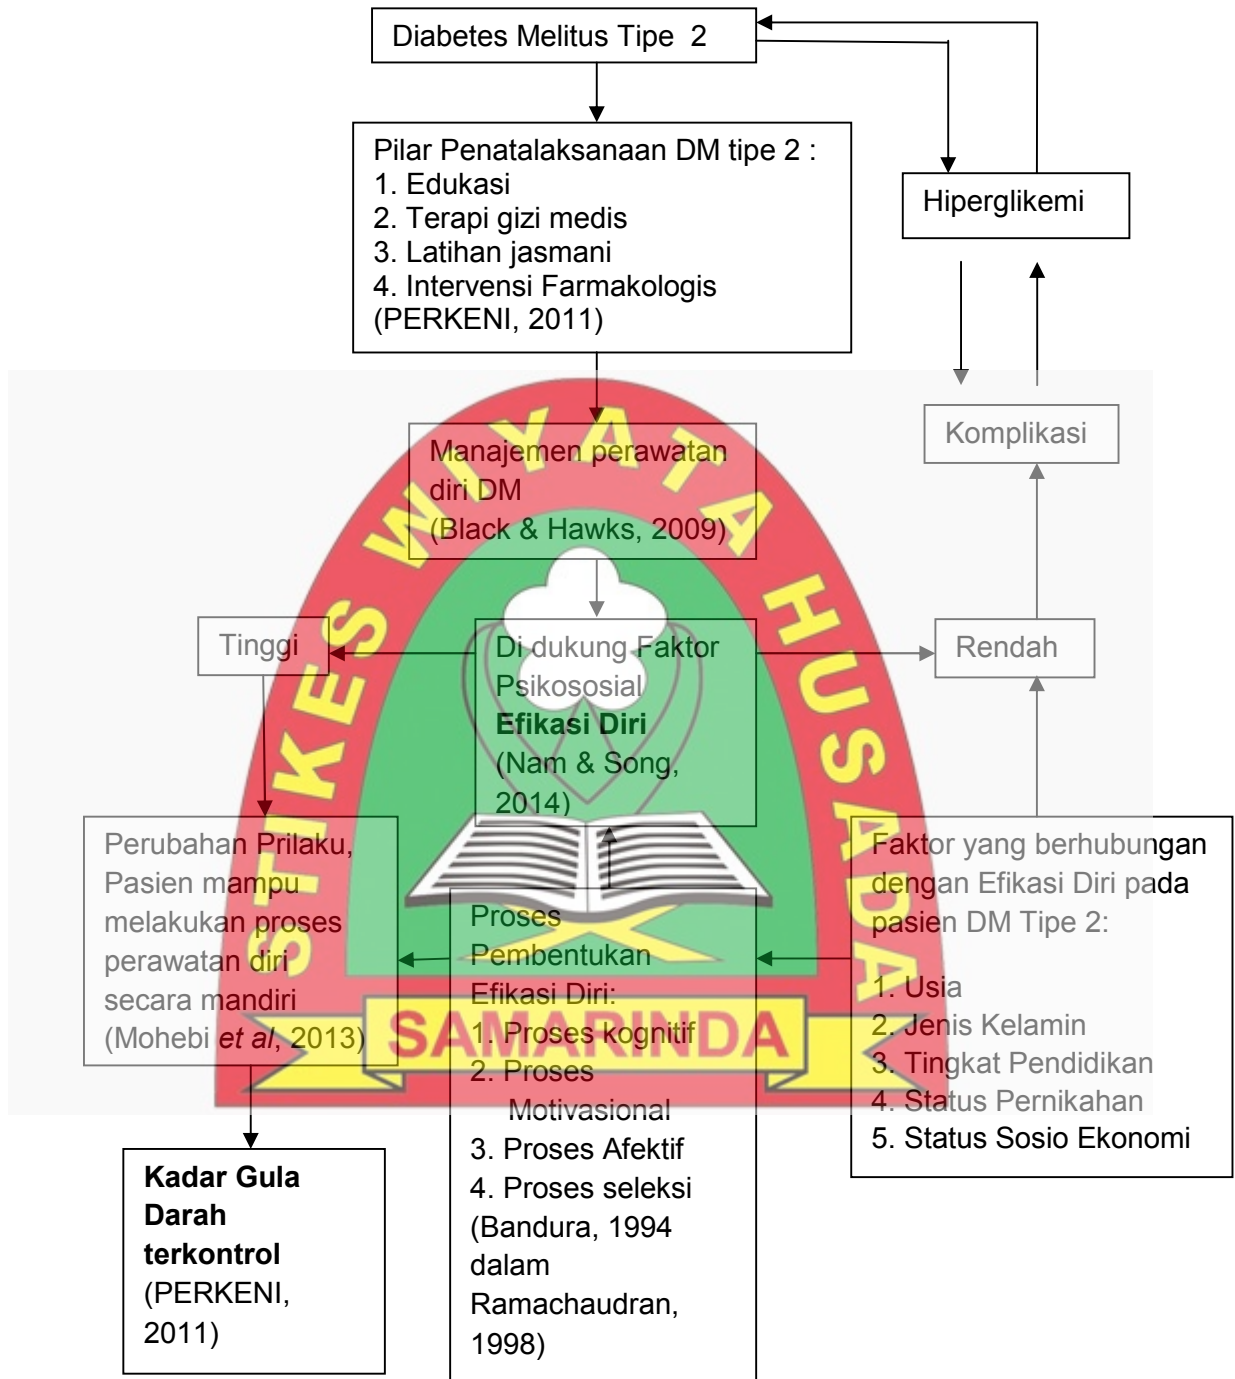 Diabetes Melitus Tipe  2
Pilar Penatalaksanaan DM tipe 2 :
1. Edukasi
2. Terapi gizi medis
3. Latihan jasmani
4. Intervensi Farmakologis
(PERKENI, 2011)
Hiperglikemi
Komplikasi
Manajemen perawatan
diri DM
(Black & Hawks, 2009)
Tinggi
Di dukung Faktor
Psikososial
Efikasi Diri
(Nam & Song,
2014)
Rendah
Perubahan Prilaku,
Pasien mampu
melakukan proses
perawatan diri
secara mandiri
(Mohebi et al, 2013)
Proses
Pembentukan
Efikasi Diri:
1. Proses kognitif
2. Proses
Motivasional
3. Proses Afektif
4. Proses seleksi
(Bandura, 1994
dalam
Ramachaudran,
1998)
Faktor yang berhubungan
dengan Efikasi Diri pada
pasien DM Tipe 2:
1. Usia
2. Jenis Kelamin
3. Tingkat Pendidikan
4. Status Pernikahan
5. Status Sosio Ekonomi
Kadar Gula
Darah
terkontrol
(PERKENI,
2011)
STIKES WIYATA HUSADA
SAMARINDA